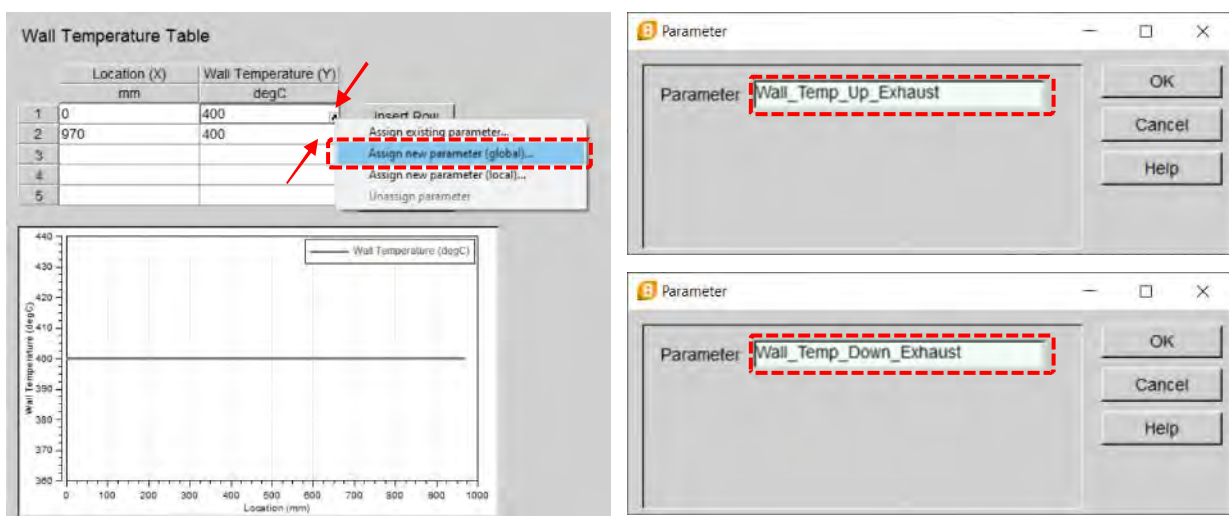 Wall Temperature Table
Location (X) Wall Temperature (Y)
mm degC
1 0 400 Insert Row
2 970 400
3
4
5
Assign existing parameter...
Assign new parameter (global)...
Assign new parameter (local)...
Unassign parameter
Wall Temperature (degC)
440
430
420
410
400
390
380
370
360
Wall Temperature (degC)
0 100 200 300 400 500 600 700 800 900 1000
Location (mm)
Parameter
Parameter Wall_Temp_Up_Exhaust
OK
Cancel
Help
Parameter
Parameter Wall_Temp_Down_Exhaust
OK
Cancel
Help